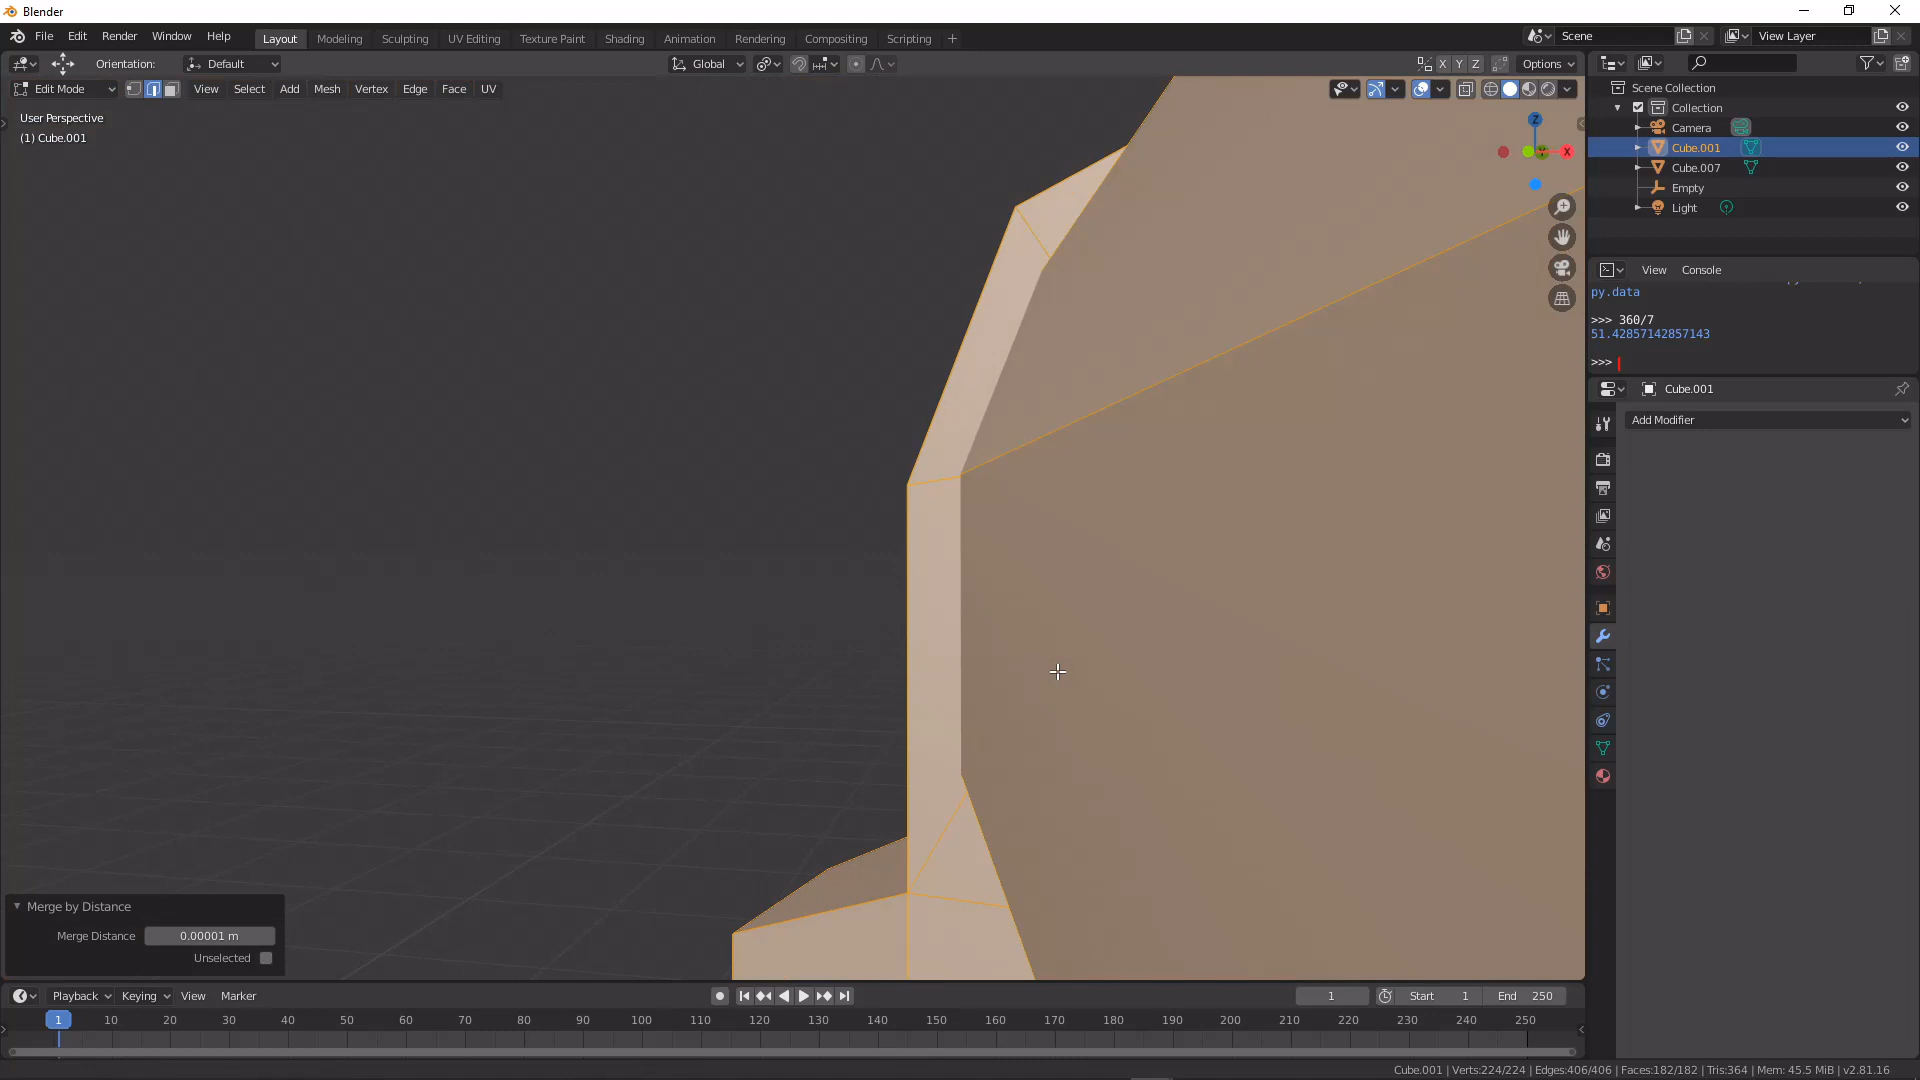 Blender
File Edit Render Window Help
Layout Modeling Sculpting UV Editing Texture Paint Shading Animation Rendering Compositing Scripting +
Scene View Layer
Orientation: Default Global X Y Z Options
Edit Mode View Select Add Mesh Vertex Edge Face UV
User Perspective
(1) Cube.001
Z
X
Scene Collection
Collection
Camera
Cube.001
Cube.007
Empty
Light
View Console
py.data
>>> 360/7
51.42857142857143
>>>
Cube.001
Add Modifier
Merge by Distance
Merge Distance 0.00001 m
Unselected
Playback Keying View Marker 1 Start 1 End 250
1 10 20 30 40 50 60 70 80 90 100 110 120 130 140 150 160 170 180 190 200 210 220 230 240 250
Cube.001 | Verts:224/224 | Edges:406/406 | Faces:182/182 | Tris:364 | Mem: 45.5 MiB | v2.81.16